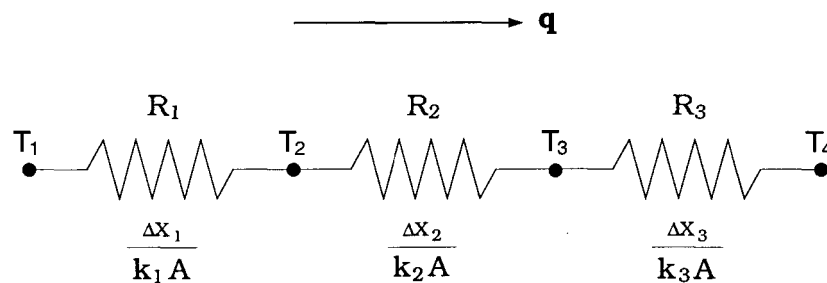 q
R₁ R₂ R₃
T₁ T₂ T₃ T₄
Δx₁ Δx₂ Δx₃
k₁A k₂A k₃A